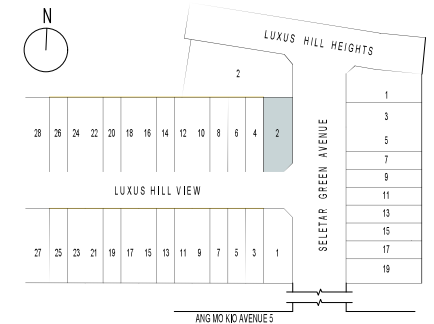 N
LUXUS HILL HEIGHTS
2
1
3
5
7
9
11
13
15
17
19
SELETAR GREEN AVENUE
28 26 24 22 20 18 16 14 12 10 8 6 4 2
LUXUS HILL VIEW
27 25 23 21 19 17 15 13 11 9 7 5 3 1
ANG MO KIO AVENUE 5